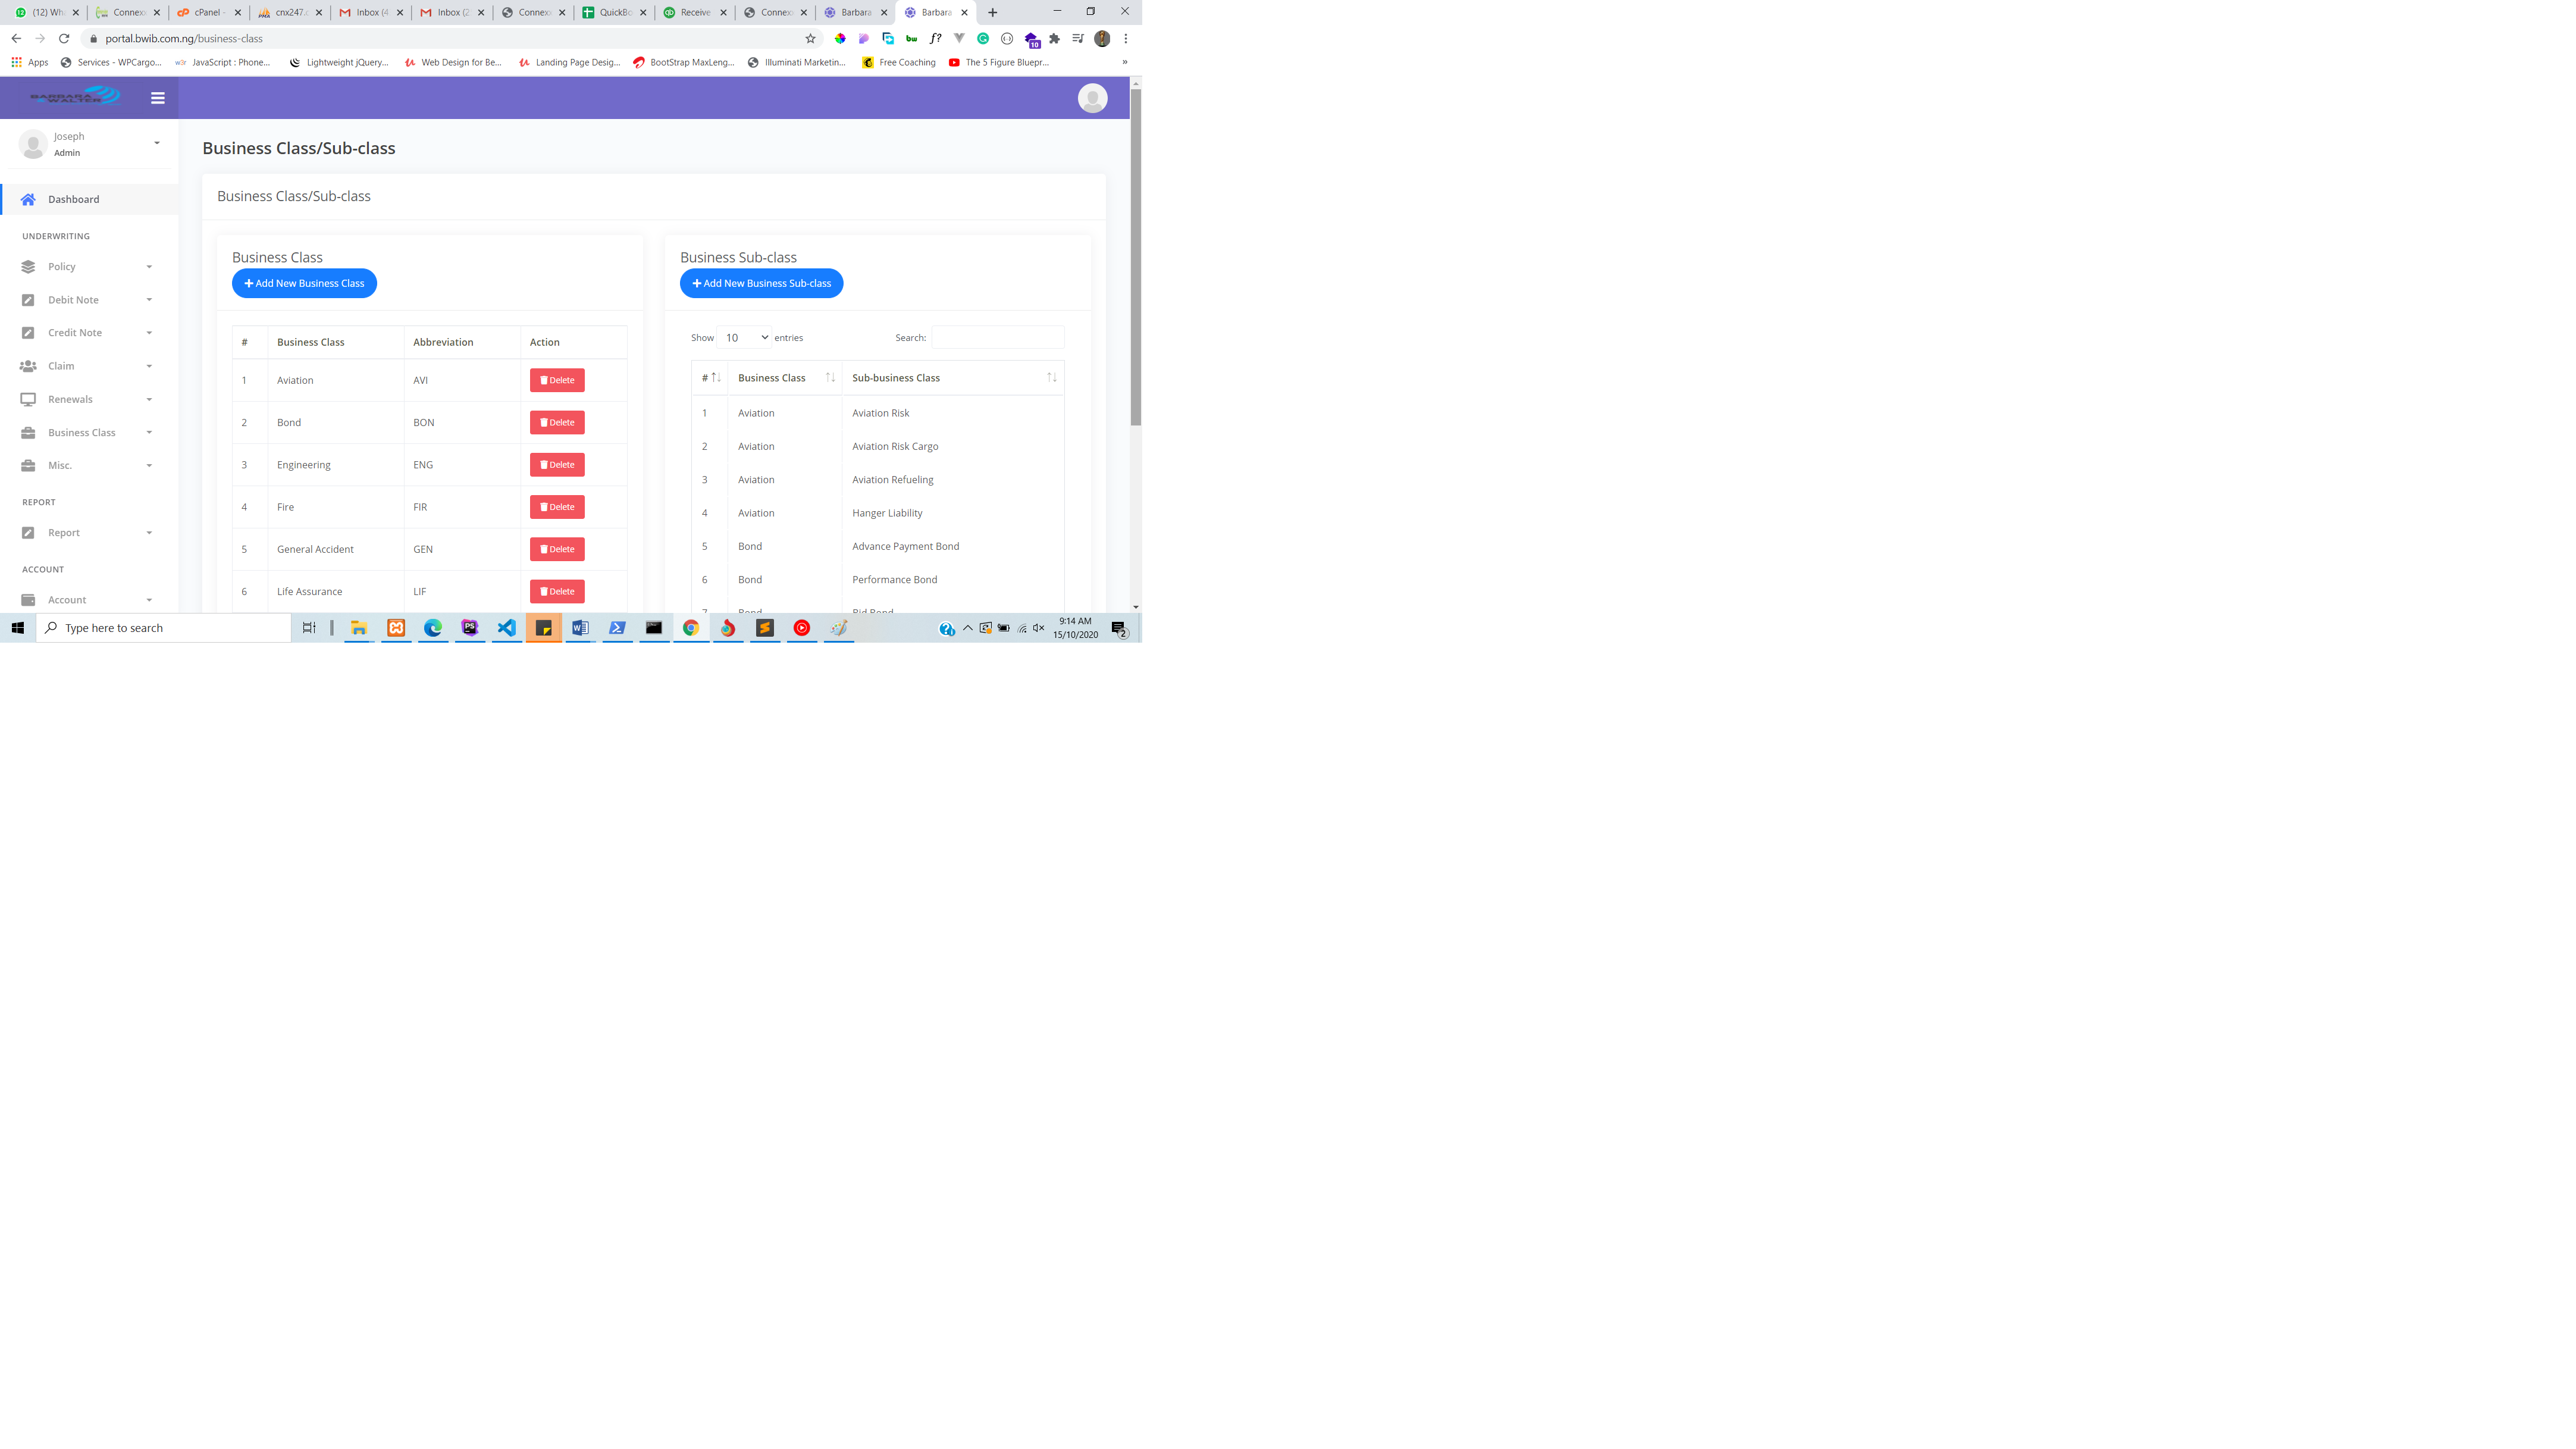 (12) Wh
Connex
cPanel -
cnx247.
Inbox (4
Inbox (2
Connex
QuickBo
Receive
Connex
Barbara
Barbara
portal.bwib.com.ng/business-class
10
Apps
Services - WPCargo...
JavaScript : Phone...
Lightweight jQuery...
Web Design for Be...
Landing Page Desig...
BootStrap MaxLeng...
Illuminati Marketin...
Free Coaching
The 5 Figure Bluepr...
»
BARBARA
WALTER
Joseph
Admin
Dashboard
UNDERWRITING
Policy
Debit Note
Credit Note
Claim
Renewals
Business Class
Misc.
REPORT
Report
ACCOUNT
Account
Business Class/Sub-class
Business Class/Sub-class
Business Class
+ Add New Business Class
# Business Class Abbreviation Action
1 Aviation AVI Delete
2 Bond BON Delete
3 Engineering ENG Delete
4 Fire FIR Delete
5 General Accident GEN Delete
6 Life Assurance LIF Delete
Business Sub-class
+ Add New Business Sub-class
Show 10 entries Search:
# Business Class Sub-business Class
1 Aviation Aviation Risk
2 Aviation Aviation Risk Cargo
3 Aviation Aviation Refueling
4 Aviation Hanger Liability
5 Bond Advance Payment Bond
6 Bond Performance Bond
7 Bond Bid Bond
Type here to search
9:14 AM
15/10/2020
2